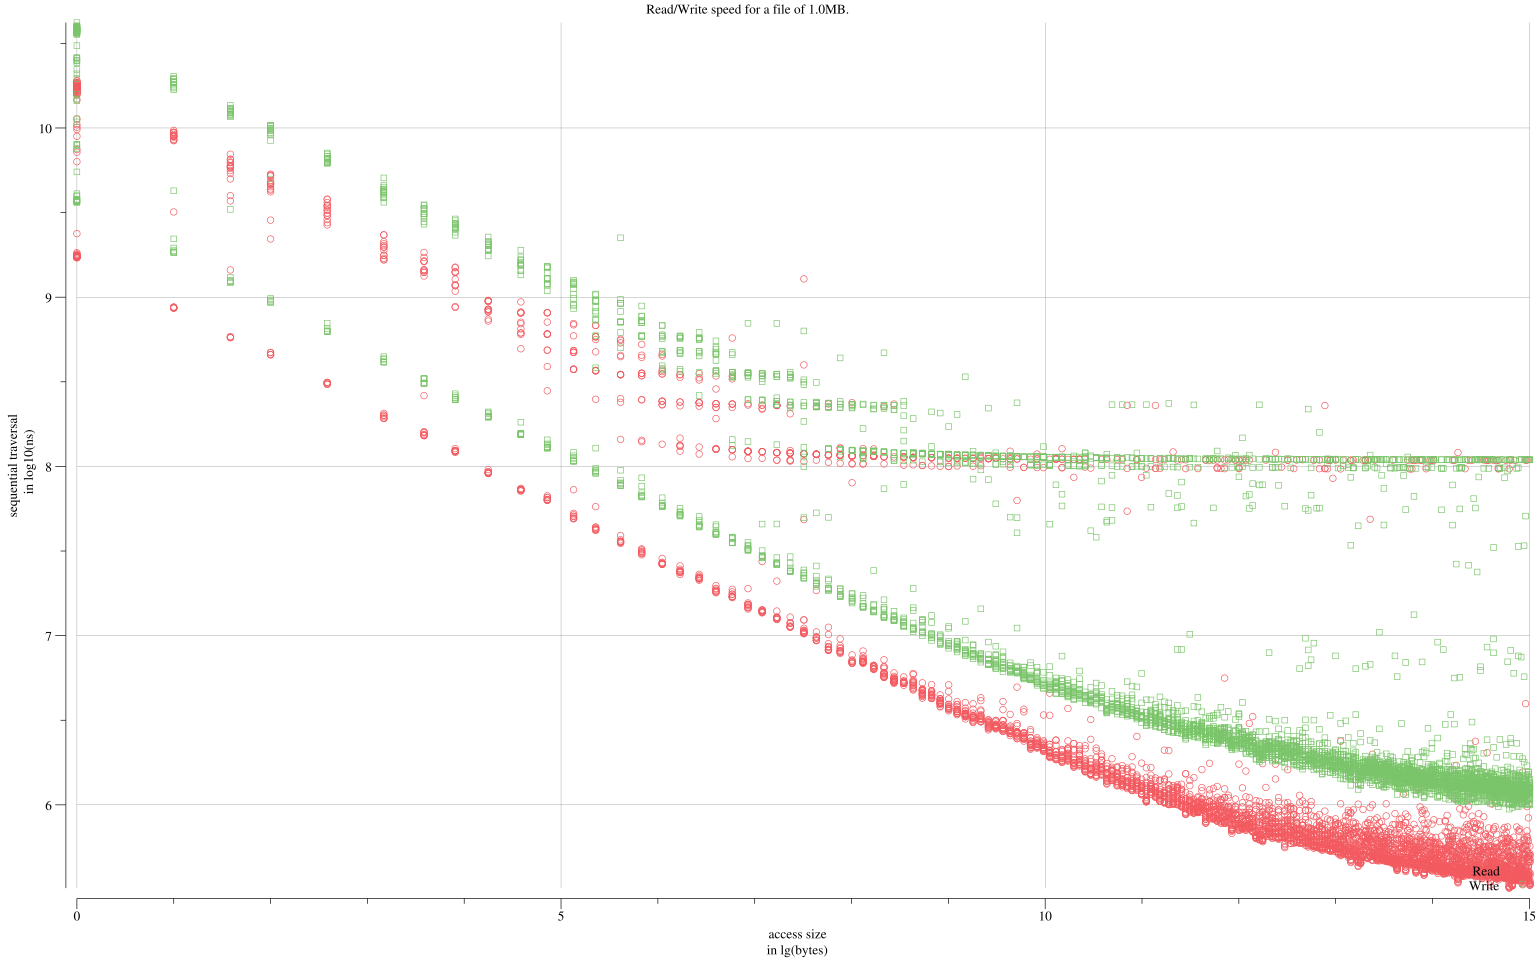 Read/Write speed for a file of 1.0MB.
10
9
8
7
6
sequential traversal
in log10(ns)
Read
Write
0
5
10
15
access size
in lg(bytes)